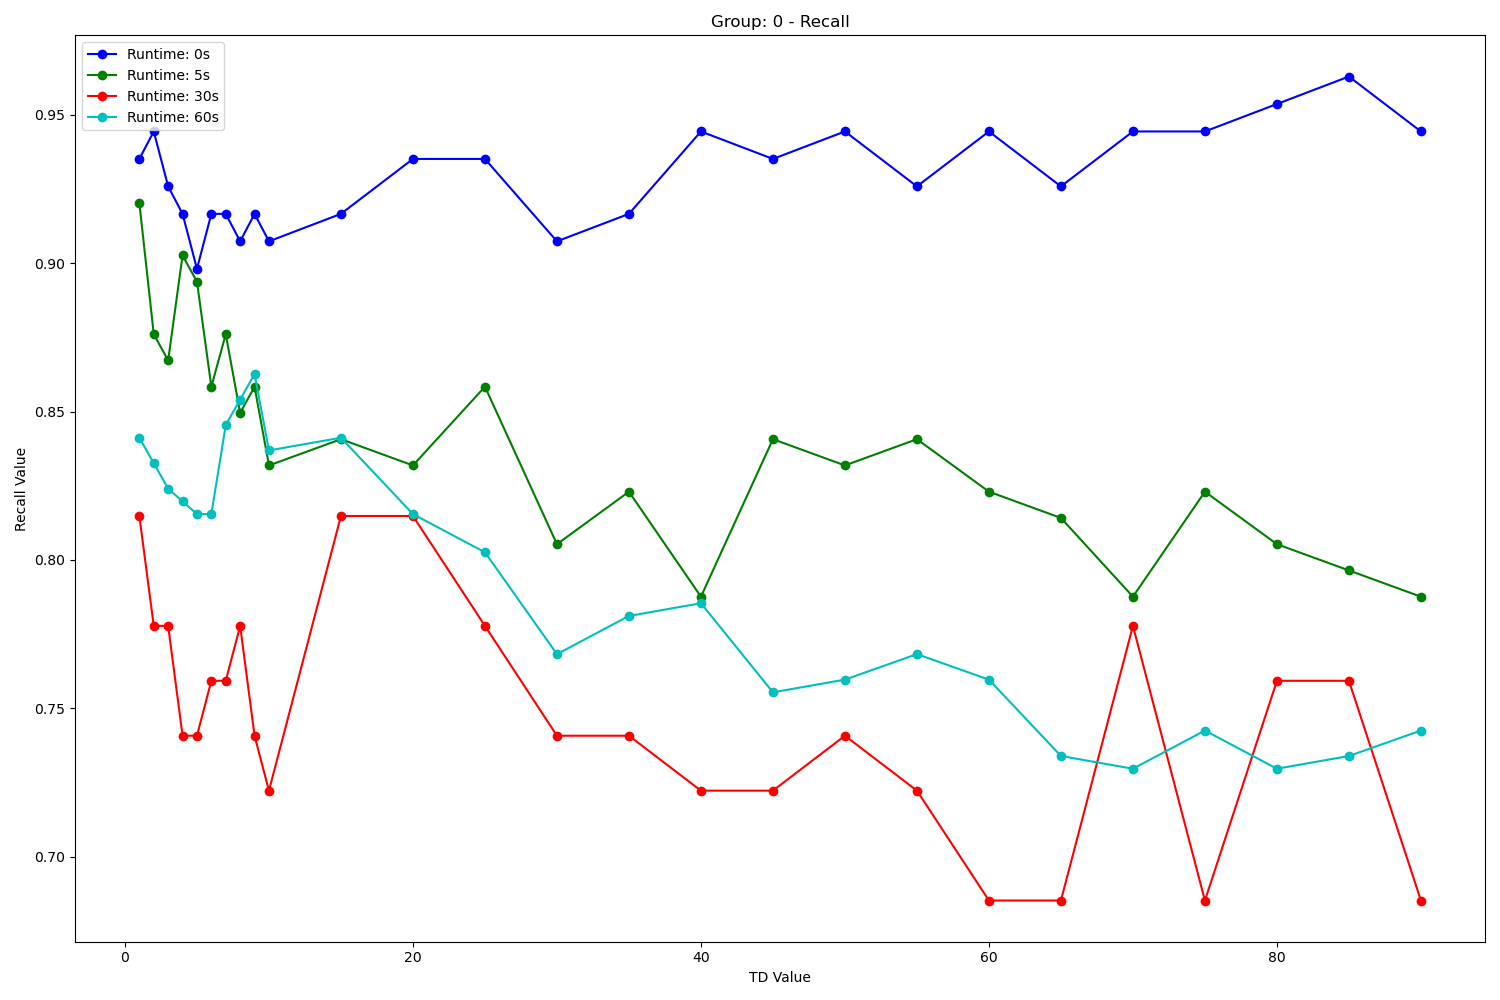 Group: 0 - Recall
Runtime: 0s
Runtime: 5s
Runtime: 30s
Runtime: 60s
0.95
0.90
0.85
0.80
0.75
0.70
Recall Value
0 20 40 60 80
TD Value